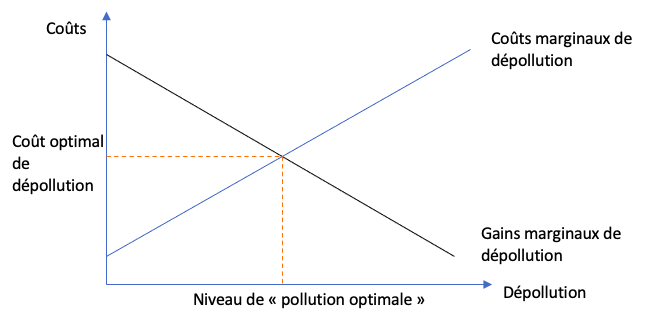 Coûts
Coûts marginaux de
dépollution
Coût optimal
de
dépollution
Gains marginaux de
dépollution
Niveau de « pollution optimale »
Dépollution